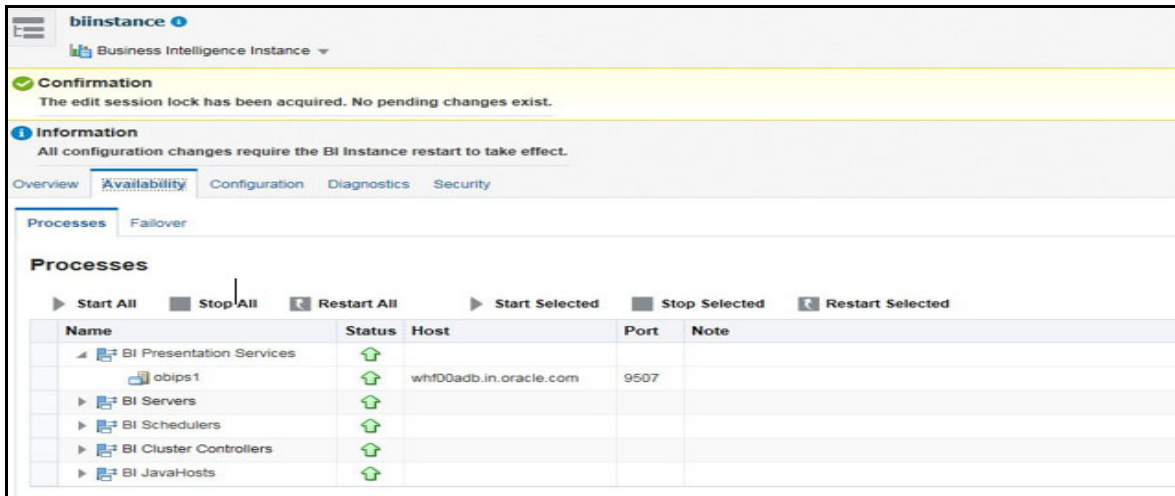 biinstance
Business Intelligence Instance
Confirmation
The edit session lock has been acquired. No pending changes exist.
Information
All configuration changes require the BI Instance restart to take effect.
Overview Availability Configuration Diagnostics Security
Processes Failover
Processes
Start All Stop All Restart All Start Selected Stop Selected Restart Selected
Name Status Host Port Note
BI Presentation Services
obips1 whf00adb.in.oracle.com 9507
BI Servers
BI Schedulers
BI Cluster Controllers
BI JavaHosts